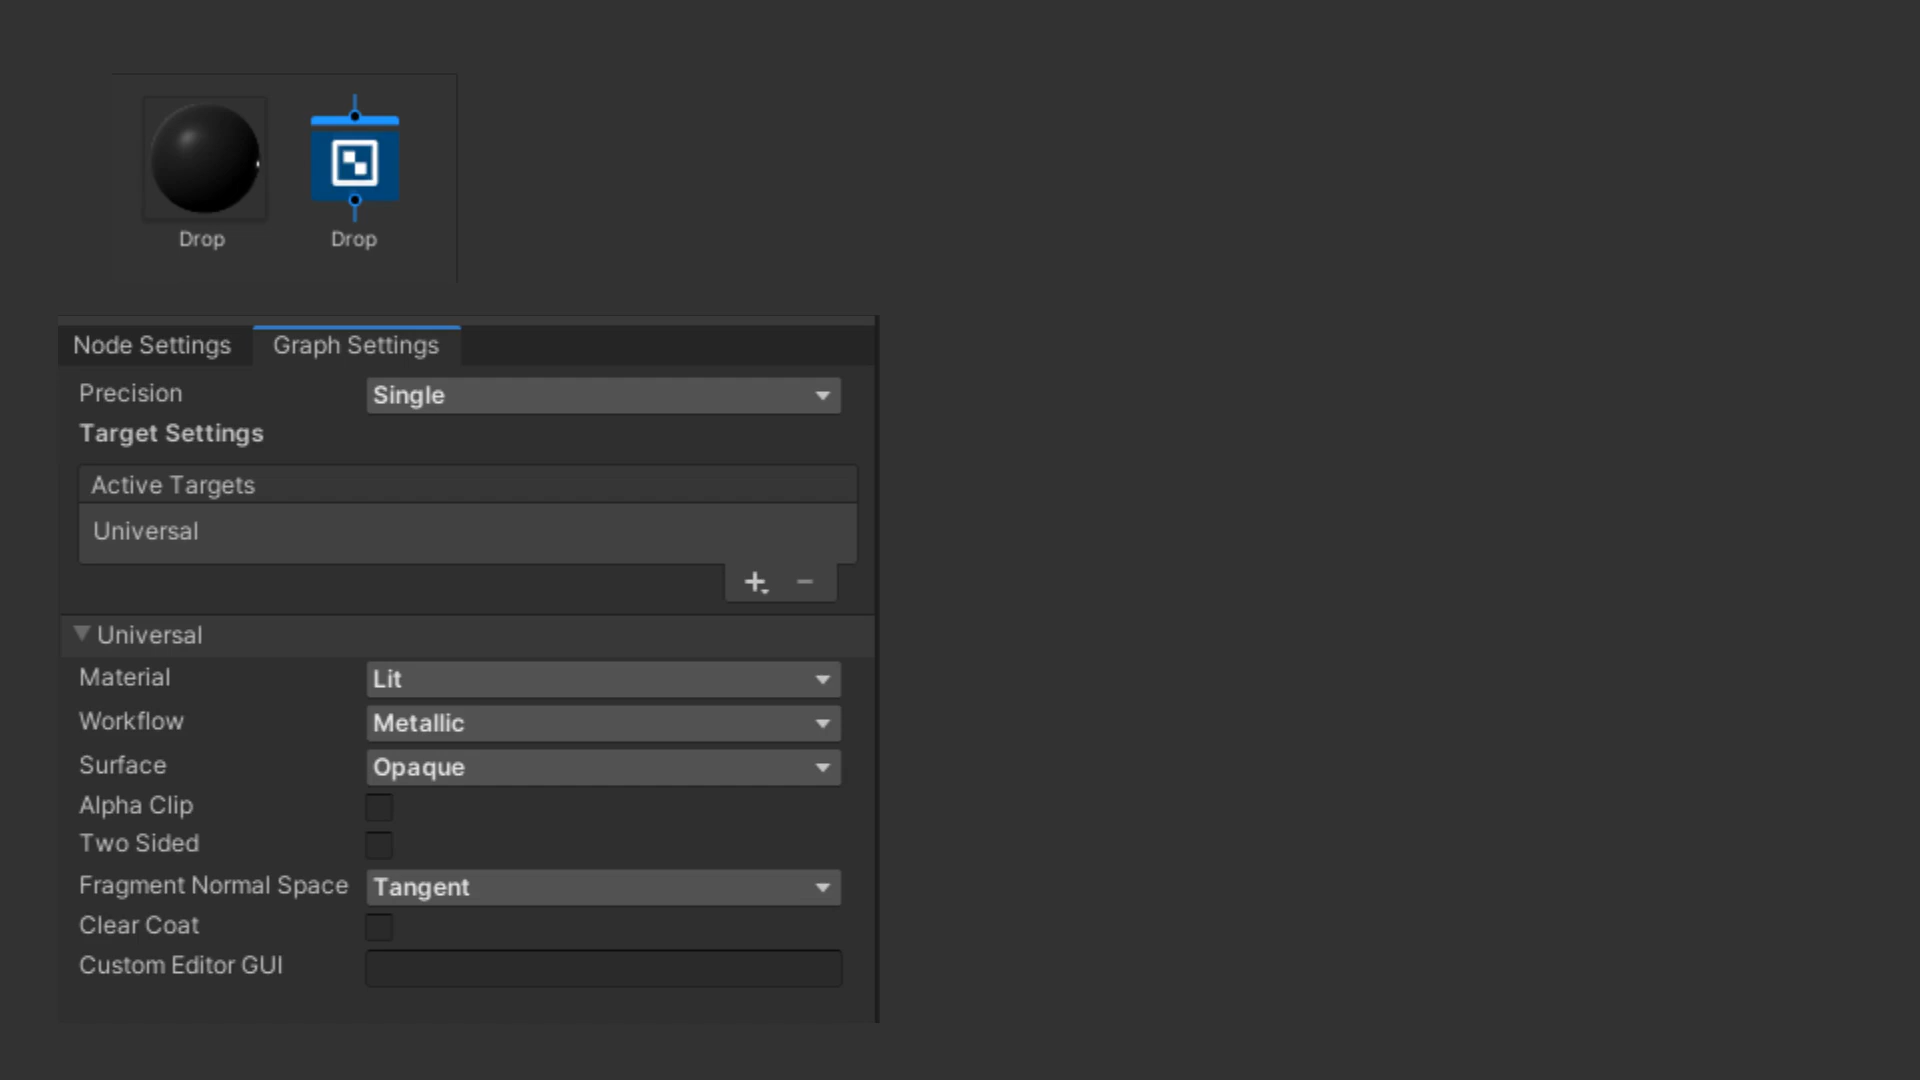 Drop Drop
Node Settings Graph Settings
Precision Single
Target Settings
Active Targets
Universal
Universal
Material Lit
Workflow Metallic
Surface Opaque
Alpha Clip
Two Sided
Fragment Normal Space Tangent
Clear Coat
Custom Editor GUI